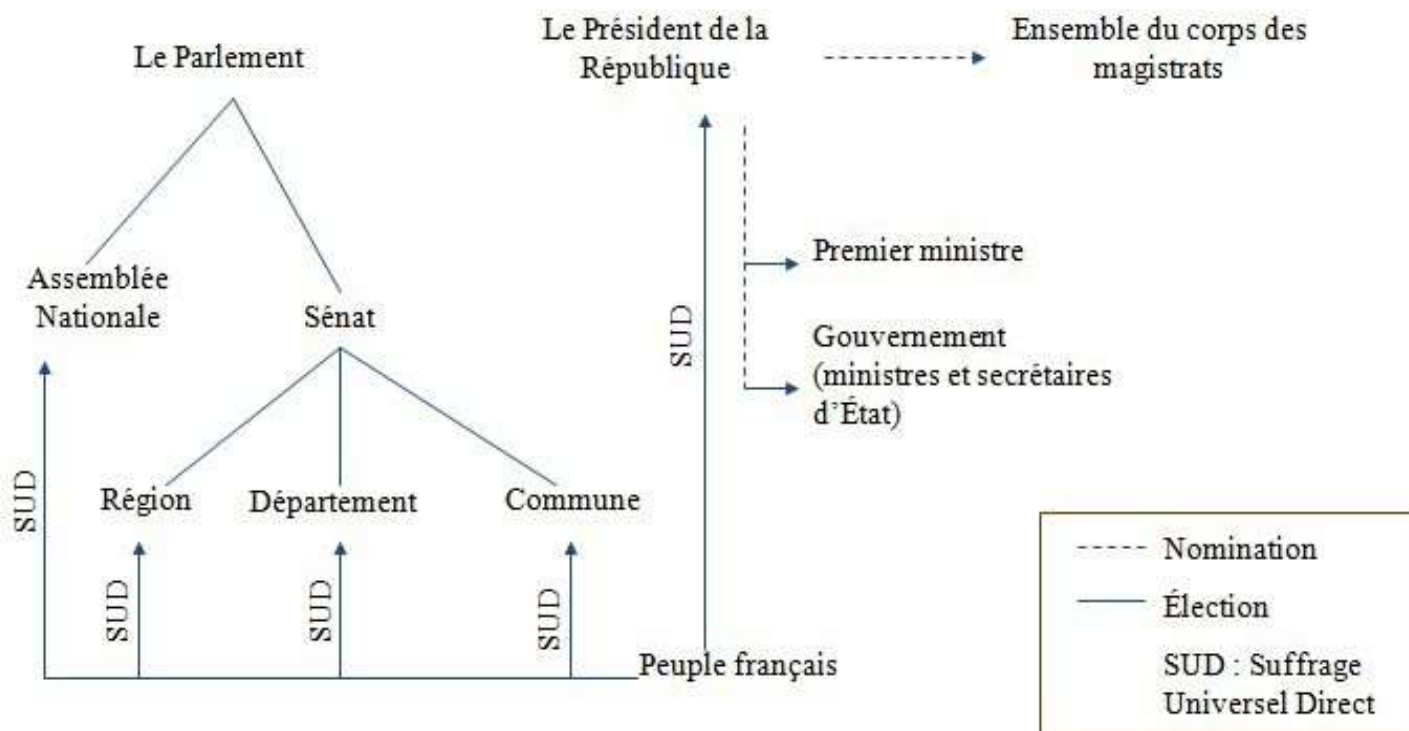 Le Parlement
Le Président de la
République
Ensemble du corps des
magistrats
Assemblée
Nationale
Sénat
Premier ministre
Gouvernement
(ministres et secrétaires
d’État)
SUD
SUD
Région
Département
Commune
SUD
SUD
SUD
Peuple français
Nomination
Élection
SUD : Suffrage
Universel Direct